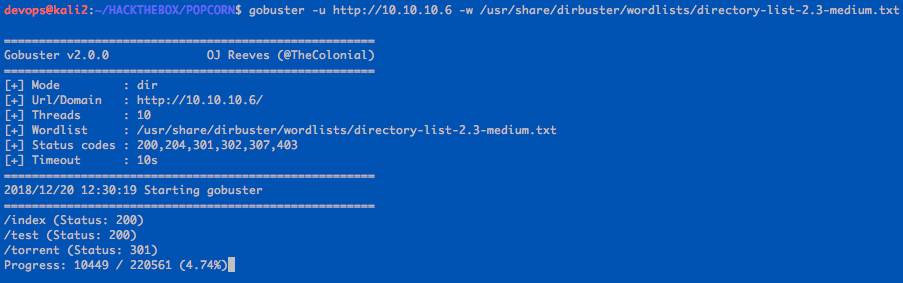 devops@kali2:~/HACKTHEBOX/POPCORN$ gobuster -u http://10.10.10.6 -w /usr/share/dirbuster/wordlists/directory-list-2.3-medium.txt
=====================================================
Gobuster v2.0.0              OJ Reeves (@TheColonial)
=====================================================
[+] Mode         : dir
[+] Url/Domain   : http://10.10.10.6/
[+] Threads      : 10
[+] Wordlist     : /usr/share/dirbuster/wordlists/directory-list-2.3-medium.txt
[+] Status codes : 200,204,301,302,307,403
[+] Timeout      : 10s
=====================================================
2018/12/20 12:30:19 Starting gobuster
=====================================================
/index (Status: 200)
/test (Status: 200)
/torrent (Status: 301)
Progress: 10449 / 220561 (4.74%)